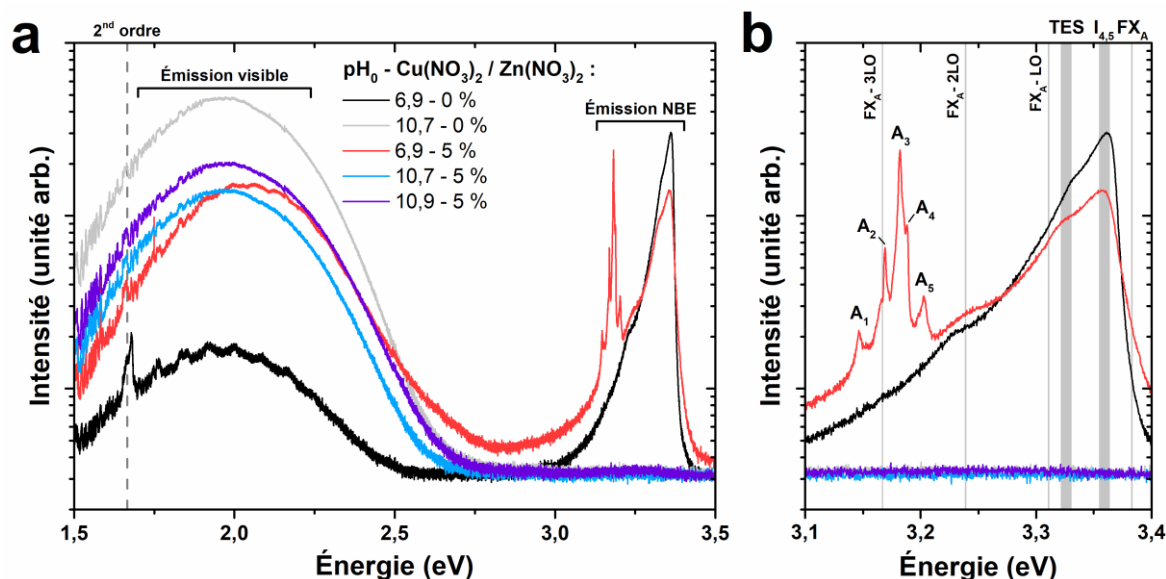 a
2nd ordre
Émission visible
pH0 - Cu(NO3)2 / Zn(NO3)2 :
6,9 - 0 %
10,7 - 0 %
6,9 - 5 %
10,7 - 5 %
10,9 - 5 %
Émission NBE
Intensité (unité arb.)
1,5 2,0 2,5 3,0 3,5
Énergie (eV)
b
TES I4,5 FXA
FXA - 3LO
FXA - 2LO
FXA - LO
A1
A2
A3
A4
A5
Intensité (unité arb.)
3,1 3,2 3,3 3,4
Énergie (eV)